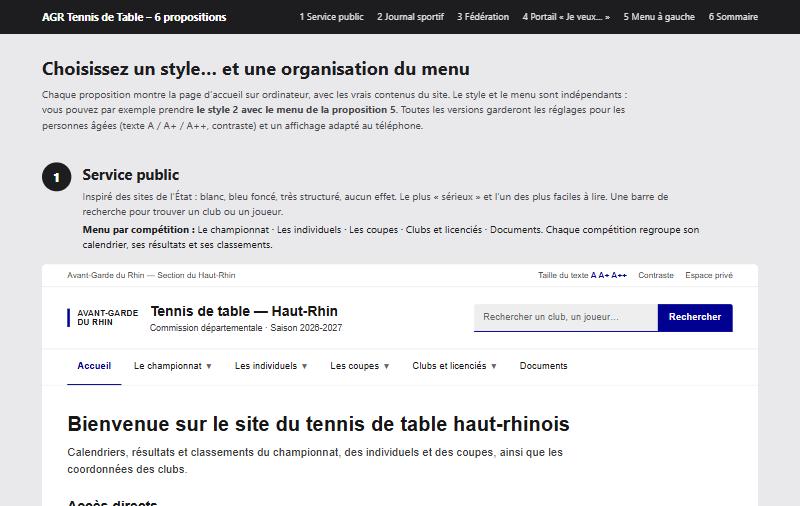 AGR Tennis de Table – 6 propositions
1 Service public 2 Journal sportif 3 Fédération 4 Portail « Je veux... » 5 Menu à gauche 6 Sommaire
Choisissez un style... et une organisation du menu
Chaque proposition montre la page d'accueil sur ordinateur, avec les vrais contenus du site. Le style et le menu sont indépendants :
vous pouvez par exemple prendre le style 2 avec le menu de la proposition 5. Toutes les versions garderont les réglages pour les
personnes âgées (texte A / A+ / A++, contraste) et un affichage adapté au téléphone.
1
Service public
Inspiré des sites de l'État : blanc, bleu foncé, très structuré, aucun effet. Le plus « sérieux » et l'un des plus faciles à lire. Une barre de
recherche pour trouver un club ou un joueur.
Menu par compétition : Le championnat · Les individuels · Les coupes · Clubs et licenciés · Documents. Chaque compétition regroupe son
calendrier, ses résultats et ses classements.
Avant-Garde du Rhin — Section du Haut-Rhin
Taille du texte A A+ A++ Contraste Espace privé
AVANT-GARDE
DU RHIN
Tennis de table — Haut-Rhin
Commission départementale · Saison 2026-2027
Rechercher un club, un joueur...
Rechercher
Accueil Le championnat ▼ Les individuels ▼ Les coupes ▼ Clubs et licenciés ▼ Documents
Bienvenue sur le site du tennis de table haut-rhinois
Calendriers, résultats et classements du championnat, des individuels et des coupes, ainsi que les
coordonnées des clubs.
Accès directs